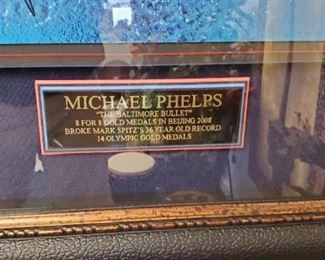 MICHAEL PHELPS
"THE BALTIMORE BULLET"
8 FOR 8 GOLD MEDALS IN BEIJING 2008
BROKE MARK SPITZ'S 36 YEAR OLD RECORD
14 OLYMPIC GOLD MEDALS